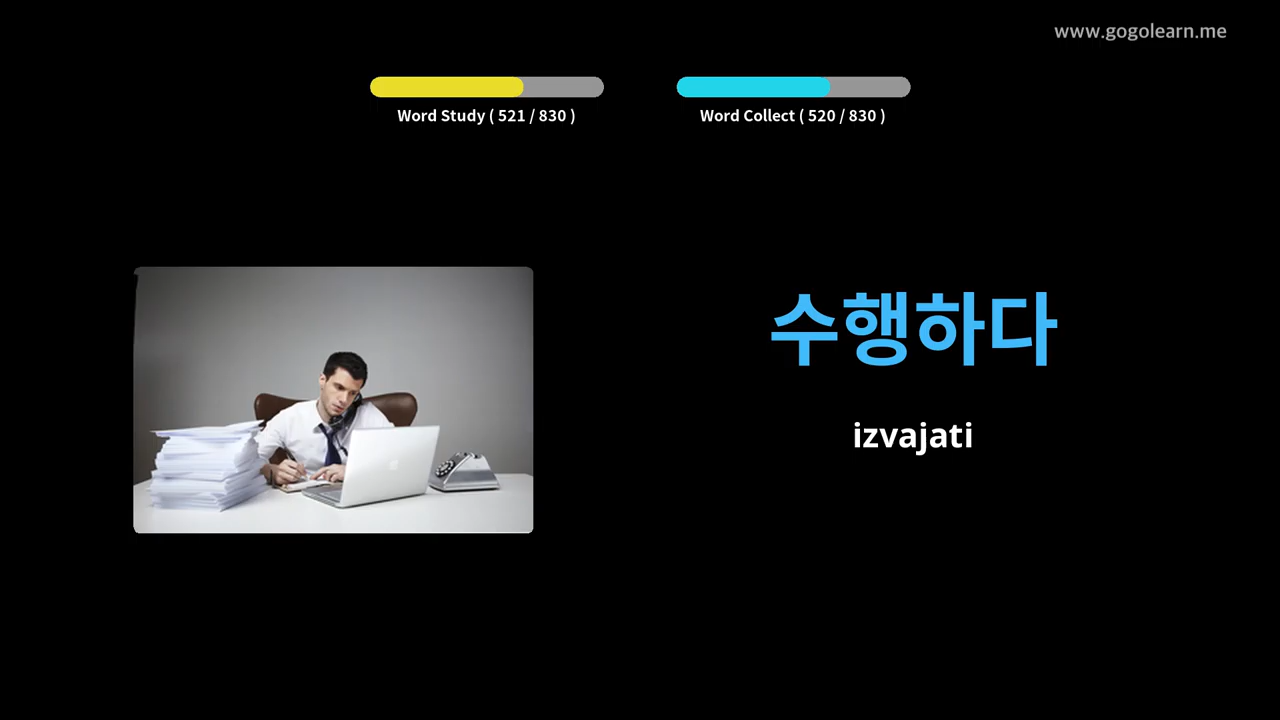 www.gogolearn.me
Word Study ( 521 / 830 )
Word Collect ( 520 / 830 )
수행하다
izvajati